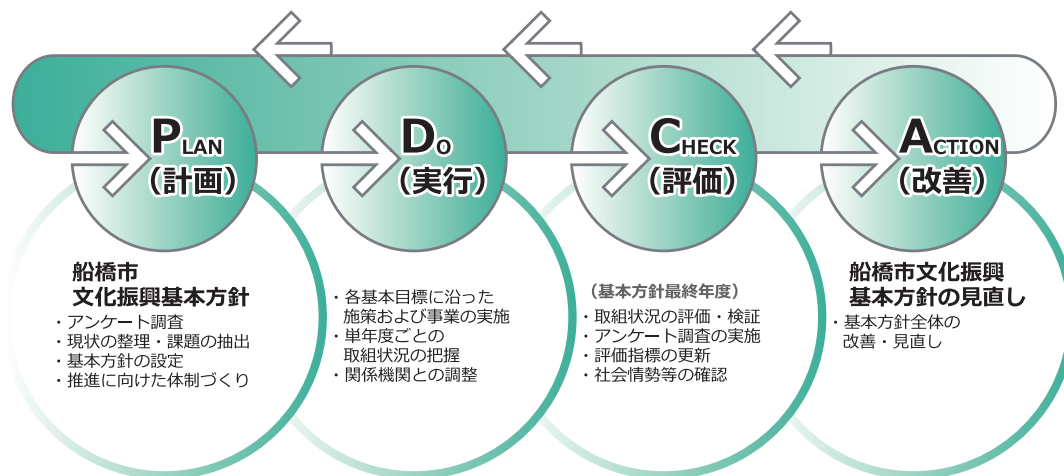 PLAN
（計画）
船橋市
文化振興基本方針
・アンケート調査
・現状の整理・課題の抽出
・基本方針の設定
・推進に向けた体制づくり
DO
（実行）
・各基本目標に沿った
施策および事業の実施
・単年度ごとの
取組状況の把握
・関係機関との調整
CHECK
（評価）
（基本方針最終年度）
・取組状況の評価・検証
・アンケート調査の実施
・評価指標の更新
・社会情勢等の確認
ACTION
（改善）
船橋市文化振興
基本方針の見直し
・基本方針全体の
改善・見直し